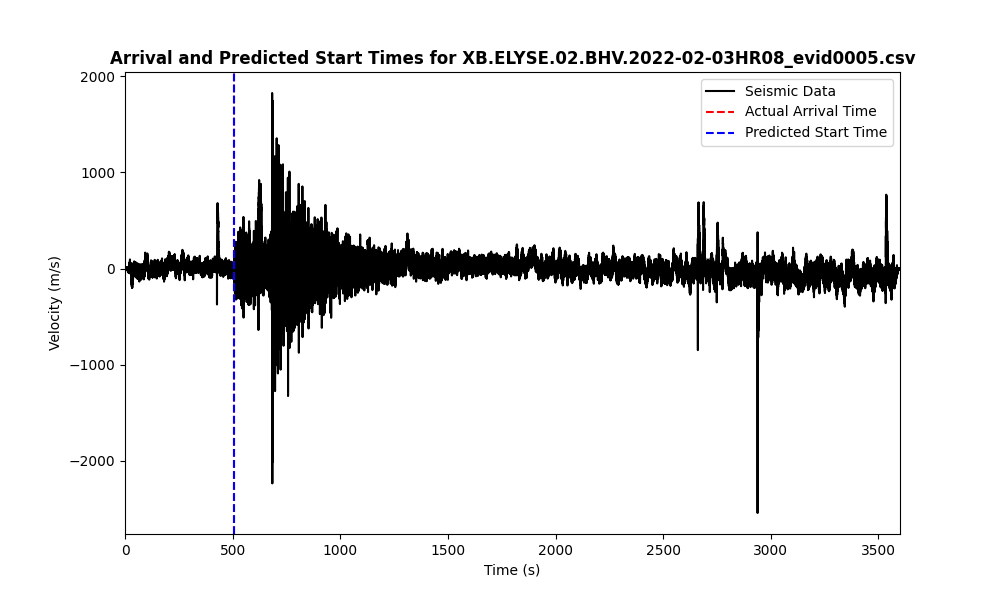 Arrival and Predicted Start Times for XB.ELYSE.02.BHV.2022-02-03HR08_evid0005.csv
Seismic Data
Actual Arrival Time
Predicted Start Time
2000
1000
0
−1000
−2000
Velocity (m/s)
0 500 1000 1500 2000 2500 3000 3500
Time (s)